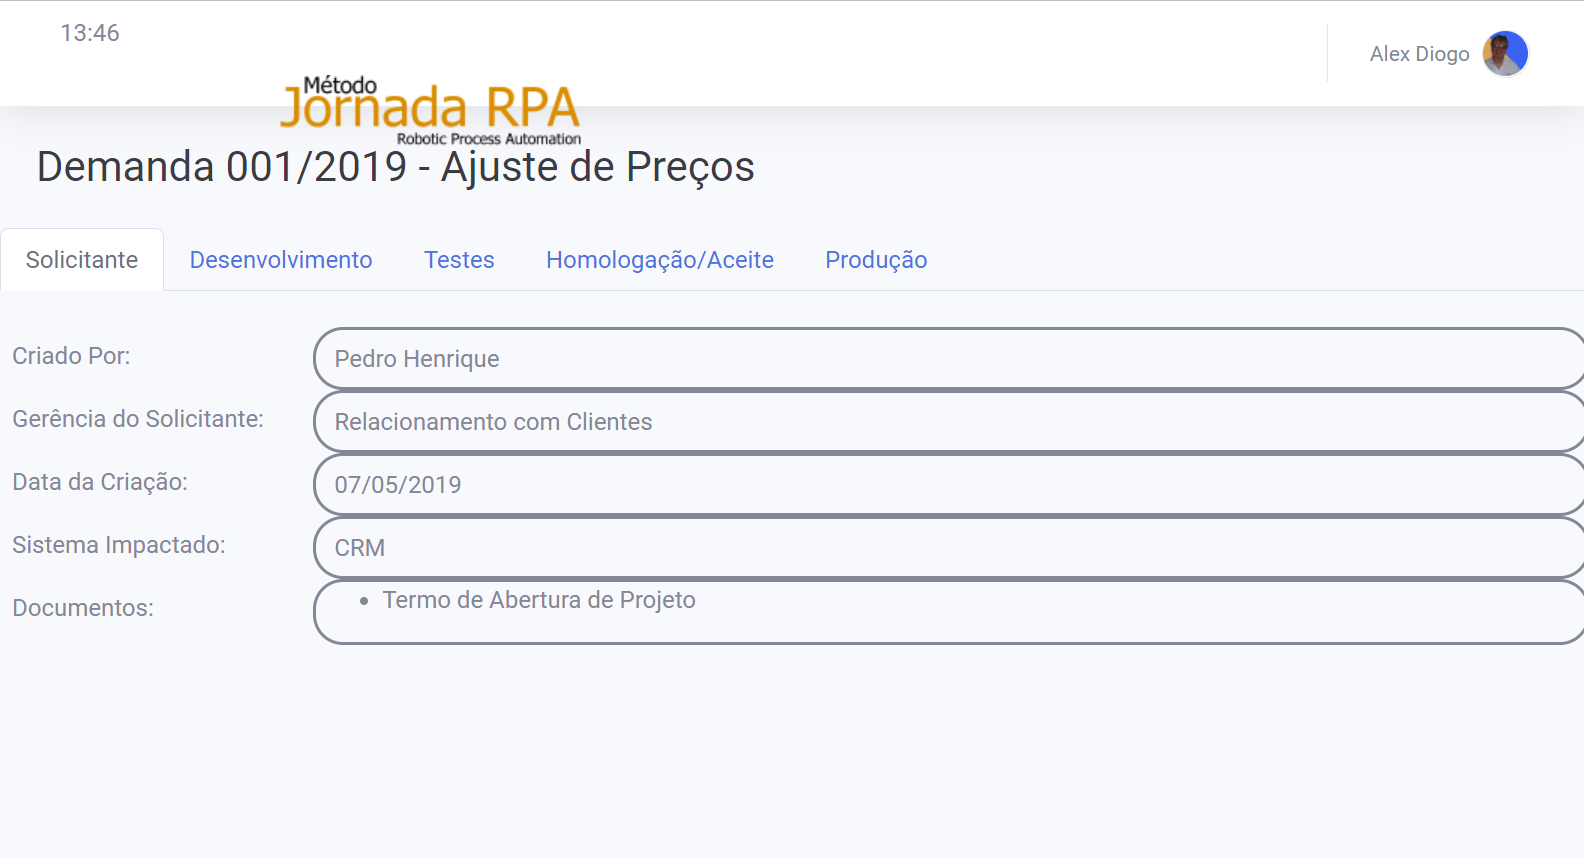 13:46
Alex Diogo
Método
Jornada RPA
Robotic Process Automation
Demanda 001/2019 - Ajuste de Preços
Solicitante Desenvolvimento Testes Homologação/Aceite Produção
Criado Por: Pedro Henrique
Gerência do Solicitante: Relacionamento com Clientes
Data da Criação: 07/05/2019
Sistema Impactado: CRM
Documentos: • Termo de Abertura de Projeto